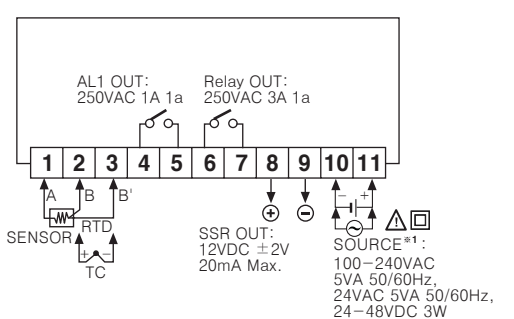 AL1 OUT: Relay OUT:
250VAC 1A 1a 250VAC 3A 1a
1 2 3 4 5 6 7 8 9 10 11
A B B' − +
RTD
SENSOR
+ −
TC
+ −
SSR OUT:
12VDC ±2V
20mA Max.
SOURCE※1:
100−240VAC
5VA 50/60Hz,
24VAC 5VA 50/60Hz,
24−48VDC 3W